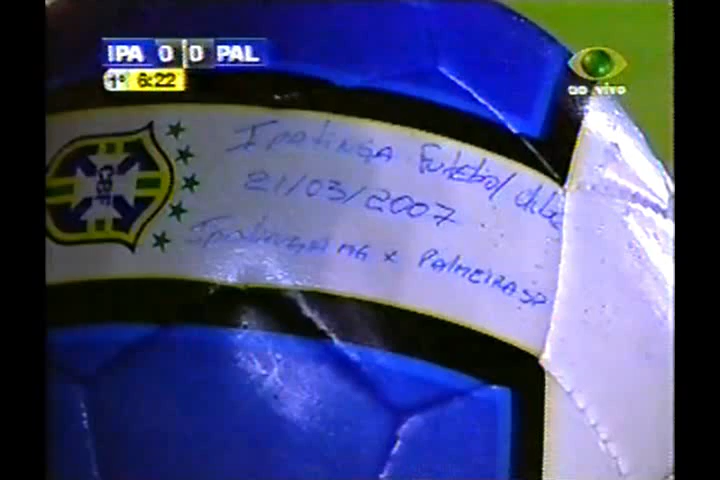 IPA 0 0 PAL
1º 6:22
ao vivo
CBF
Ipatinga Futebol Clube
21/03/2007
Ipatinga MG x PALMEIRA SP